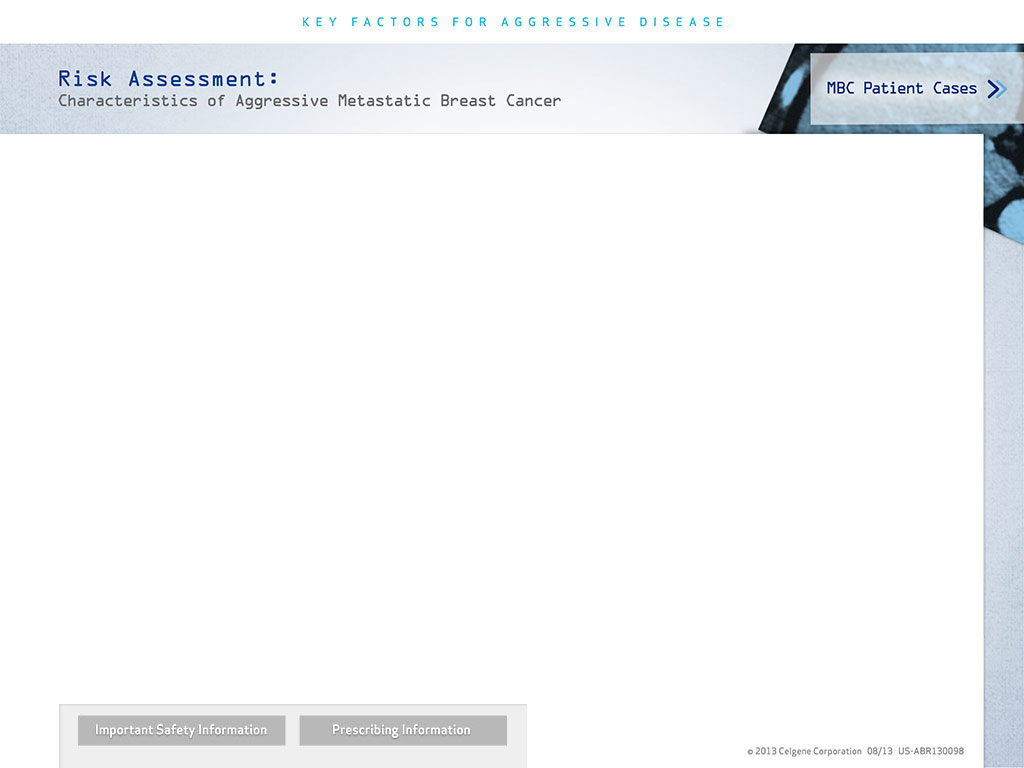 KEY FACTORS FOR AGGRESSIVE DISEASE
Risk Assessment:
Characteristics of Aggressive Metastatic Breast Cancer
MBC Patient Cases
Important Safety Information
Prescribing Information
© 2013 Celgene Corporation 08/13 US-ABR130098